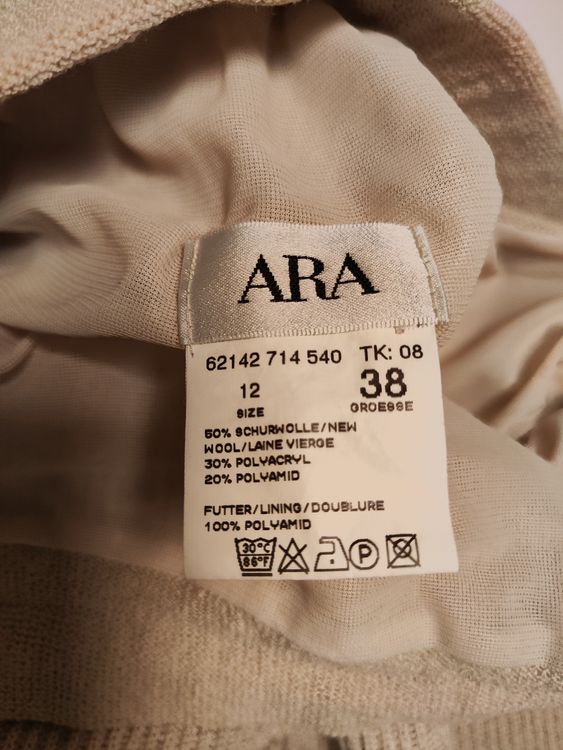 ARA
62142 714 540 TK: 08
12 38
SIZE GROESSE
50% SCHURWOLLE/NEW
WOOL/LAINE VIERGE
30% POLYACRYL
20% POLYAMID
FUTTER/LINING/DOUBLURE
100% POLYAMID
30°C
86°F
P